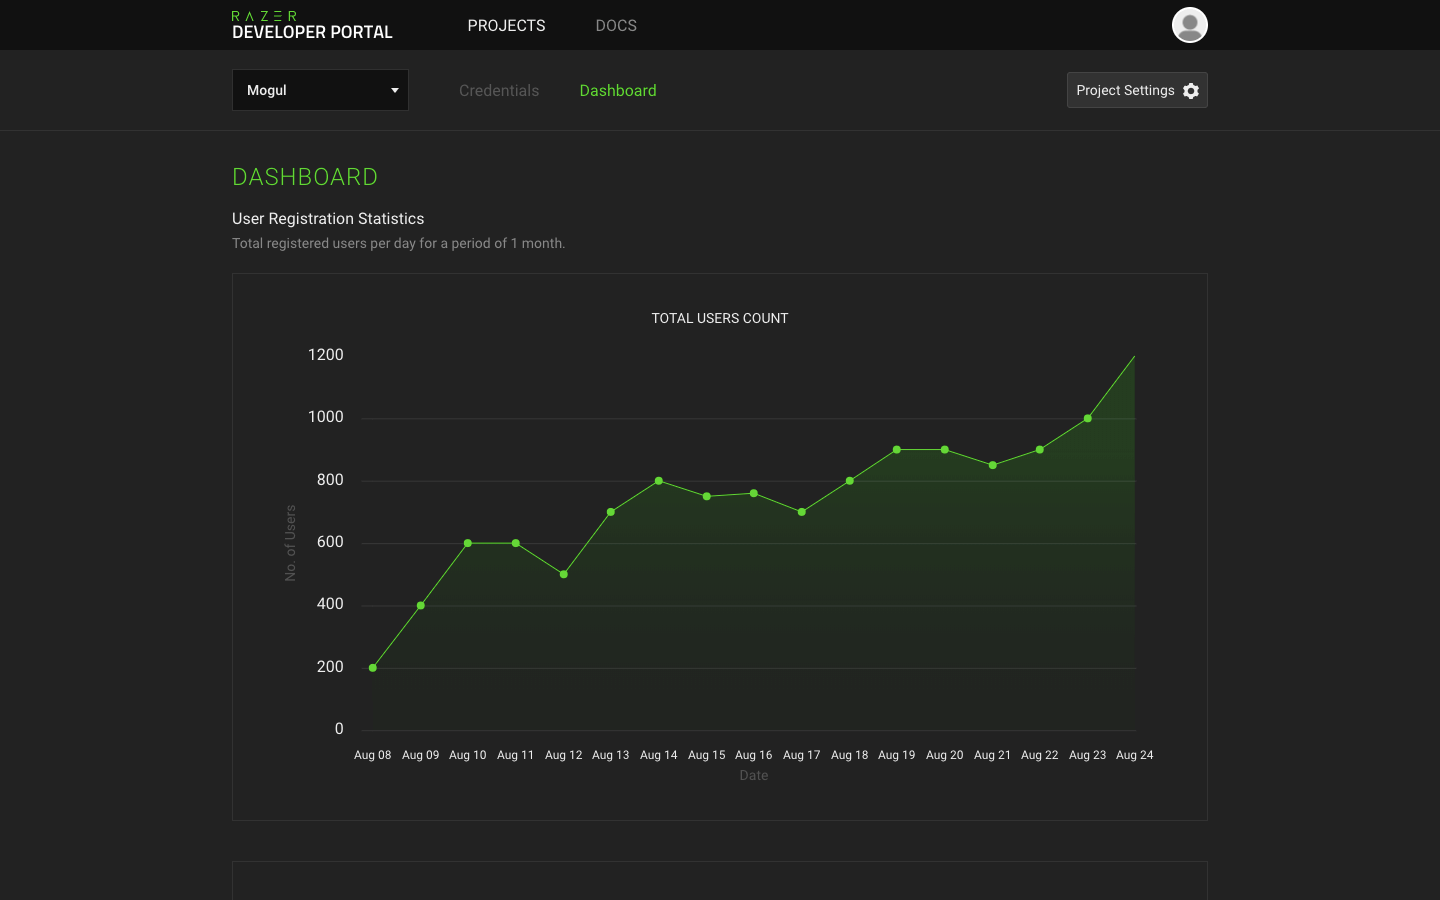 RAZER
DEVELOPER PORTAL
PROJECTS
DOCS
Mogul
Credentials
Dashboard
Project Settings
DASHBOARD
User Registration Statistics
Total registered users per day for a period of 1 month.
TOTAL USERS COUNT
1200
1000
800
600
400
200
0
No. of Users
Aug 08 Aug 09 Aug 10 Aug 11 Aug 12 Aug 13 Aug 14 Aug 15 Aug 16 Aug 17 Aug 18 Aug 19 Aug 20 Aug 21 Aug 22 Aug 23 Aug 24
Date